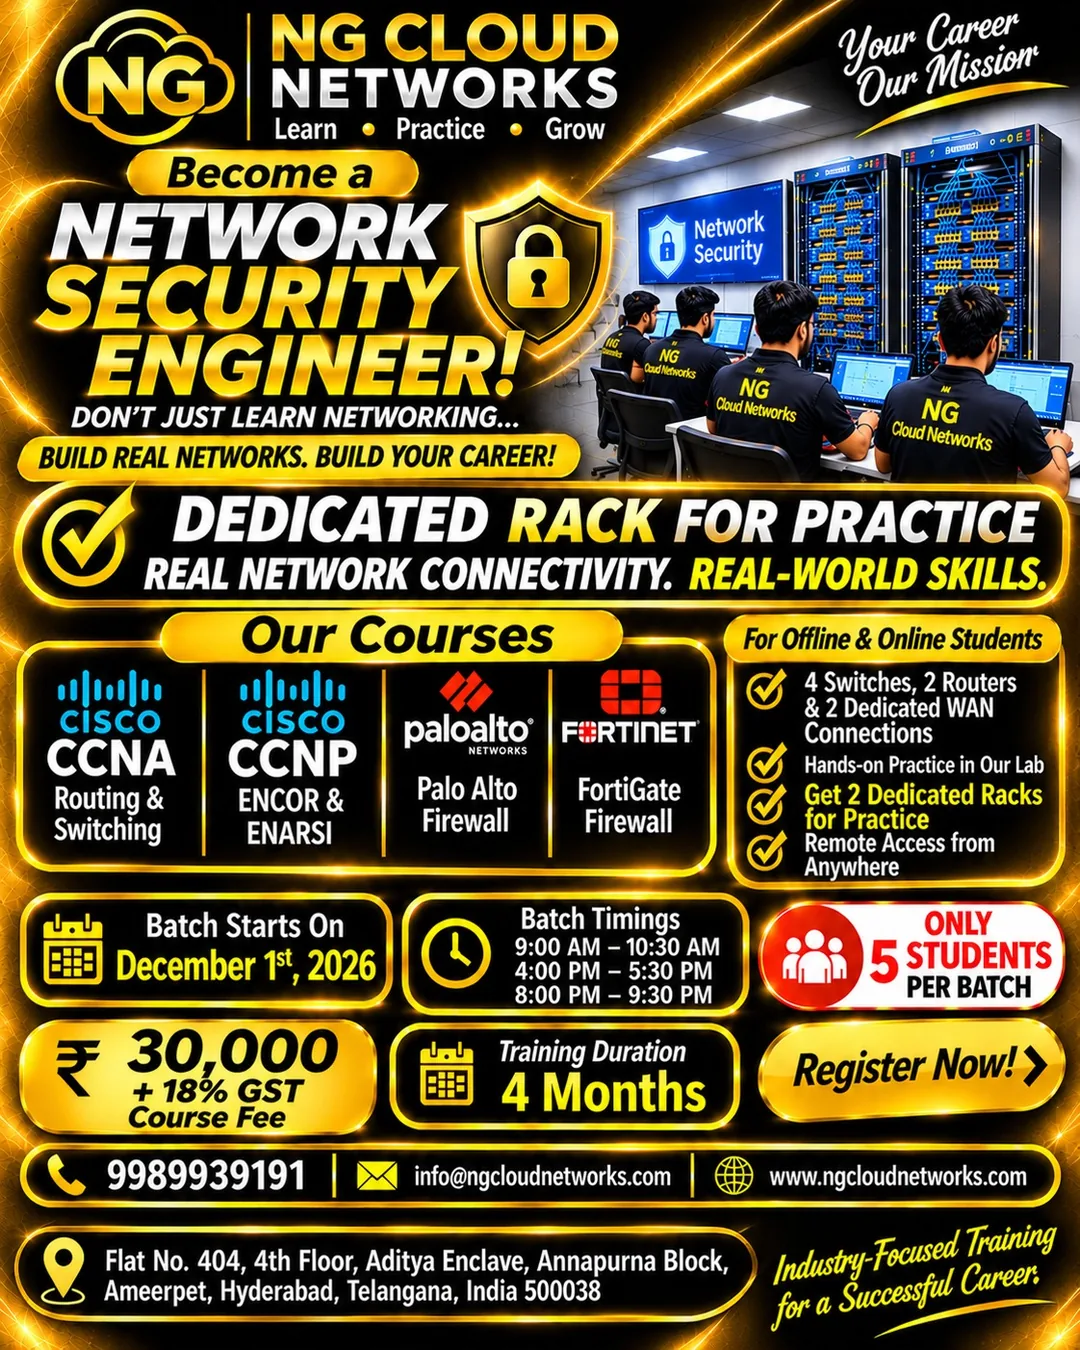 NG
NG CLOUD
NETWORKS
Learn • Practice • Grow
Your Career
Our Mission
Become a
NETWORK
SECURITY
ENGINEER!
DON'T JUST LEARN NETWORKING...
BUILD REAL NETWORKS. BUILD YOUR CAREER!
Network
Security
NG
NG
Cloud Networks
NG
Cloud Networks
NG
Cloud Networks
DEDICATED RACK FOR PRACTICE
REAL NETWORK CONNECTIVITY. REAL-WORLD SKILLS.
Our Courses
CISCO
CCNA
Routing &
Switching
CISCO
CCNP
ENCOR &
ENARSI
paloalto®
NETWORKS
Palo Alto
Firewall
FORTINET®
FortiGate
Firewall
For Offline & Online Students
4 Switches, 2 Routers
& 2 Dedicated WAN
Connections
Hands-on Practice in Our Lab
Get 2 Dedicated Racks
for Practice
Remote Access from
Anywhere
Batch Starts On
December 1st, 2026
Batch Timings
9:00 AM – 10:30 AM
4:00 PM – 5:30 PM
8:00 PM – 9:30 PM
ONLY
5 STUDENTS
PER BATCH
₹ 30,000
+ 18% GST
Course Fee
Training Duration
4 Months
Register Now!
9989939191
info@ngcloudnetworks.com
www.ngcloudnetworks.com
Flat No. 404, 4th Floor, Aditya Enclave, Annapurna Block,
Ameerpet, Hyderabad, Telangana, India 500038
Industry-Focused Training
for a Successful Career.